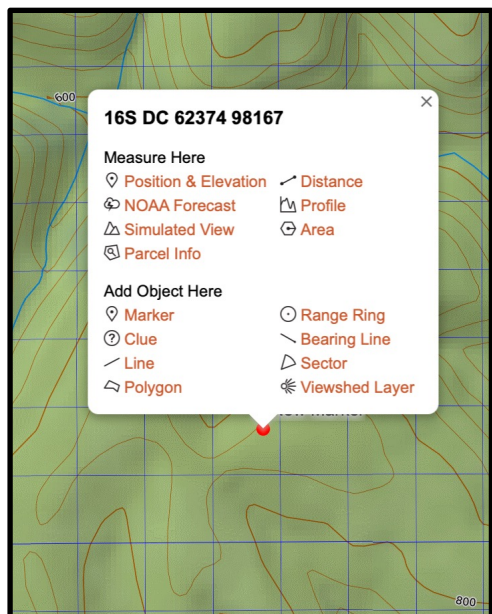 600
16S DC 62374 98167
Measure Here
Position & Elevation Distance
NOAA Forecast Profile
Simulated View Area
Parcel Info
Add Object Here
Marker Range Ring
Clue Bearing Line
Line Sector
Polygon Viewshed Layer
800